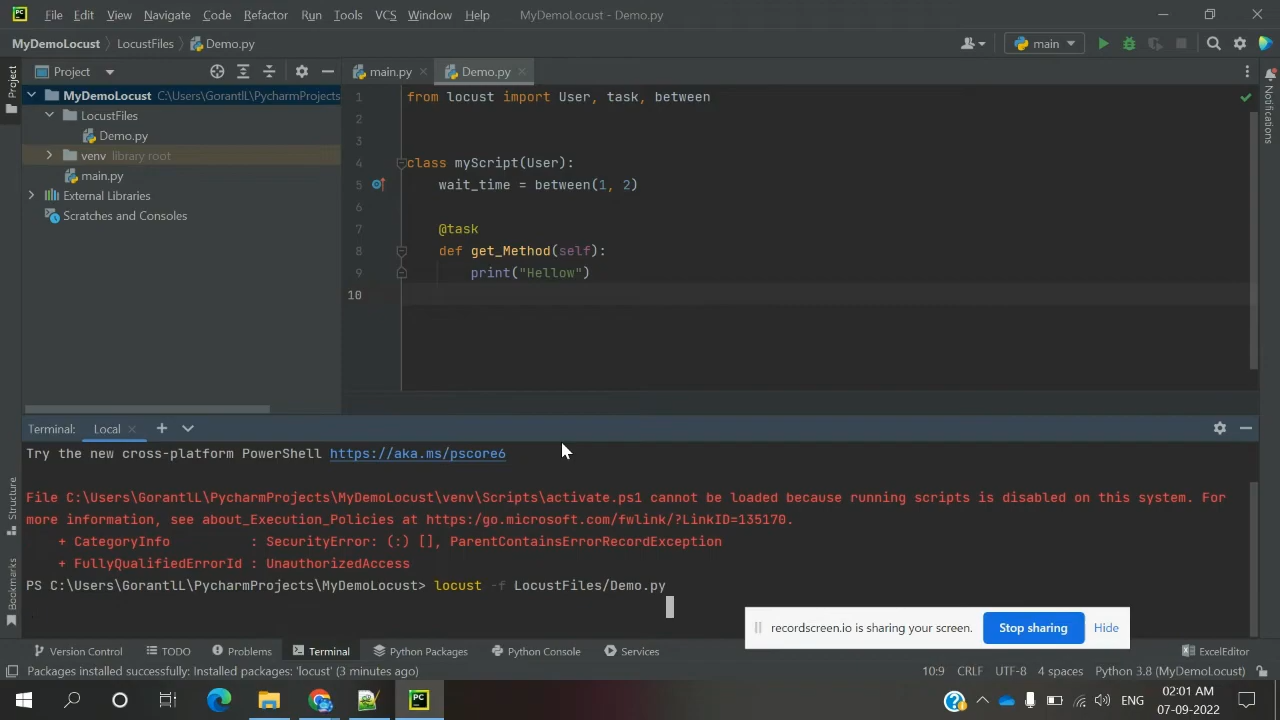 PC File Edit View Navigate Code Refactor Run Tools VCS Window Help MyDemoLocust - Demo.py
MyDemoLocust LocustFiles Demo.py main
Project
MyDemoLocust C:\Users\GorantlL\PycharmProjects
LocustFiles
Demo.py
venv library root
main.py
External Libraries
Scratches and Consoles
Project
Structure
Bookmarks
Notifications
main.py Demo.py
1 from locust import User, task, between
2
3
4 class myScript(User):
5 wait_time = between(1, 2)
6
7 @task
8 def get_Method(self):
9 print("Hellow")
10
Terminal: Local
Try the new cross-platform PowerShell https://aka.ms/pscore6
File C:\Users\GorantlL\PycharmProjects\MyDemoLocust\venv\Scripts\activate.ps1 cannot be loaded because running scripts is disabled on this system. For
more information, see about_Execution_Policies at https:/go.microsoft.com/fwlink/?LinkID=135170.
+ CategoryInfo : SecurityError: (:) [], ParentContainsErrorRecordException
+ FullyQualifiedErrorId : UnauthorizedAccess
PS C:\Users\GorantlL\PycharmProjects\MyDemoLocust> locust -f LocustFiles/Demo.py
recordscreen.io is sharing your screen. Stop sharing Hide
Version Control TODO Problems Terminal Python Packages Python Console Services ExcelEditor
Packages installed successfully: Installed packages: 'locust' (3 minutes ago) 10:9 CRLF UTF-8 4 spaces Python 3.8 (MyDemoLocust)
PC ENG 02:01 AM
07-09-2022